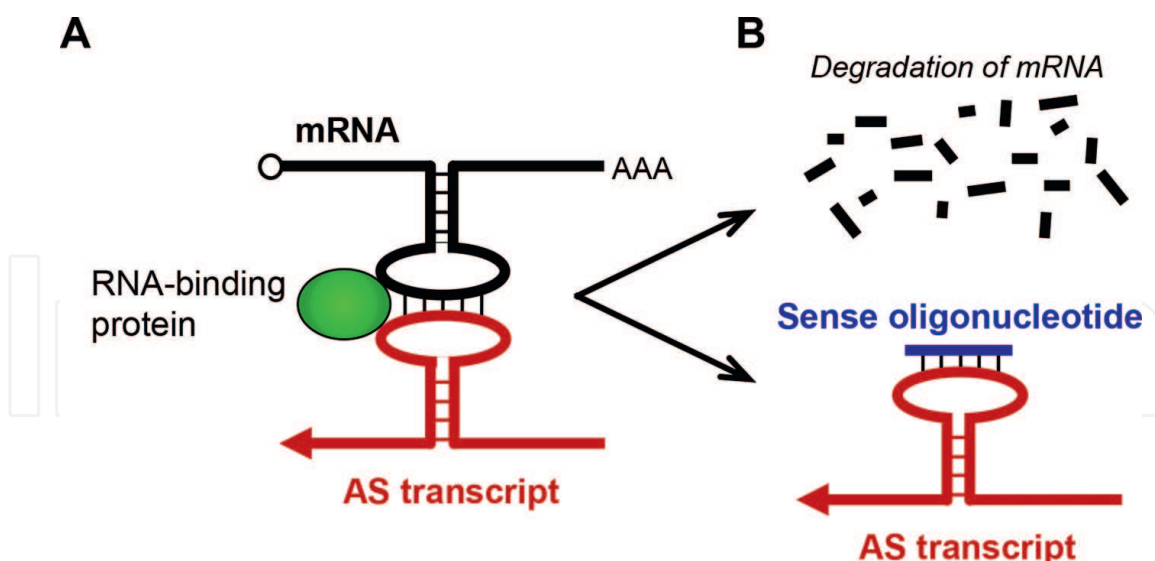 A
mRNA
AAA
RNA-binding
protein
AS transcript
B
Degradation of mRNA
Sense oligonucleotide
AS transcript